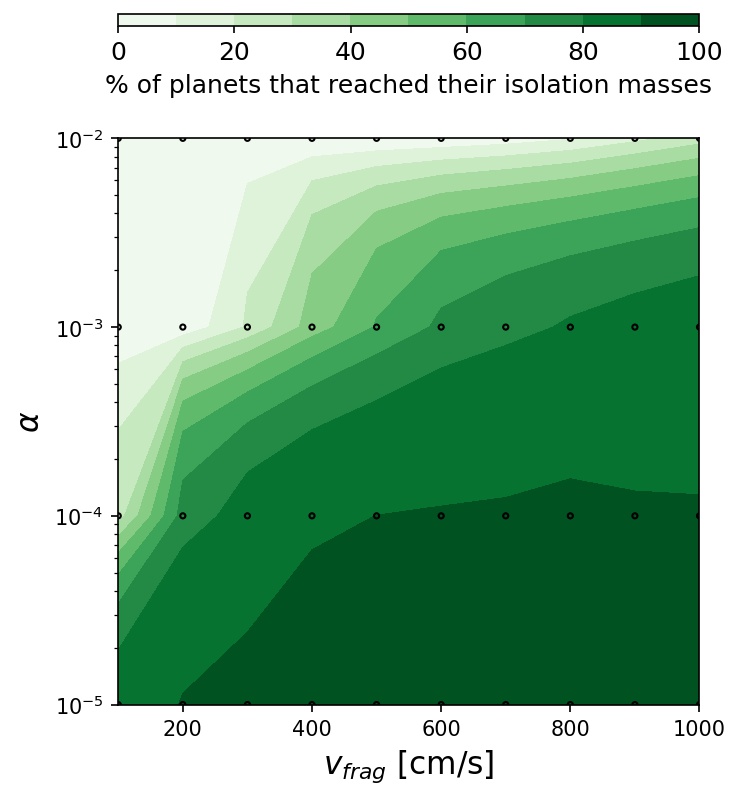 0 20 40 60 80 100
% of planets that reached their isolation masses
10⁻²
10⁻³
α
10⁻⁴
10⁻⁵
200 400 600 800 1000
v_frag [cm/s]